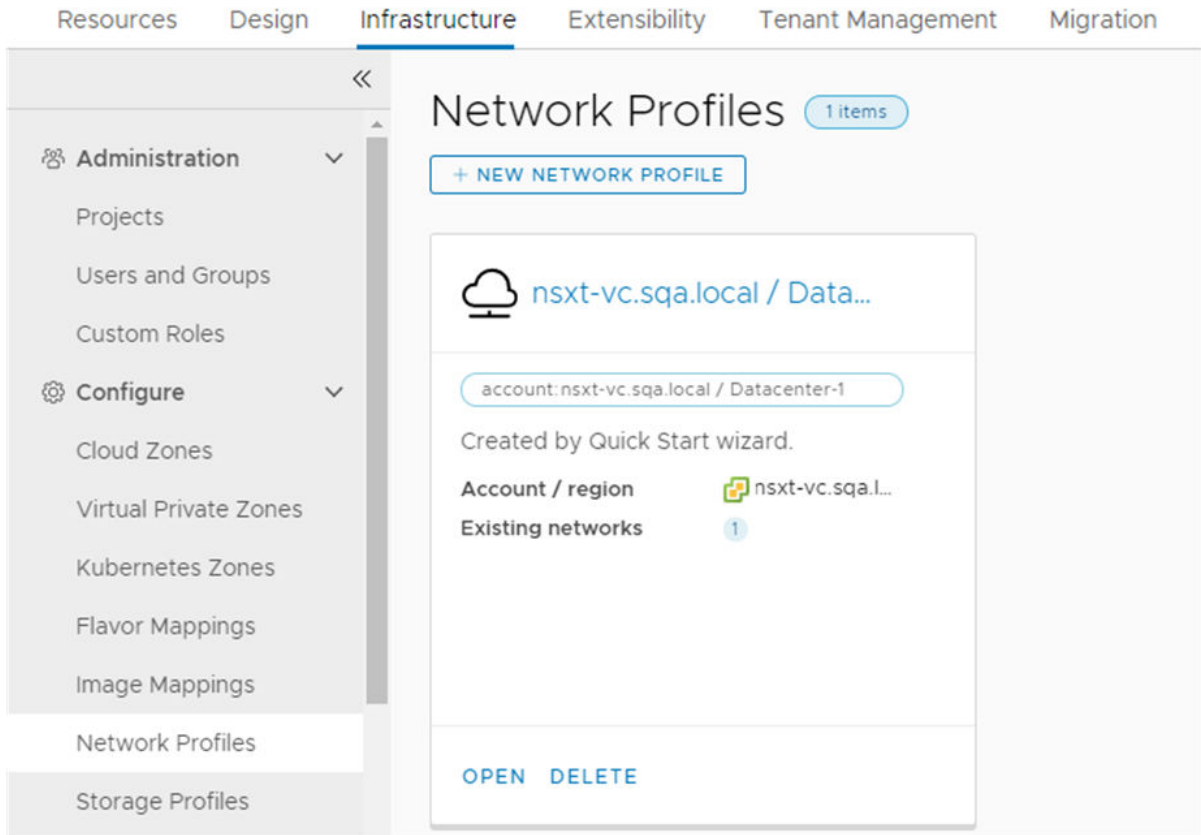 Resources Design Infrastructure Extensibility Tenant Management Migration
Administration
Projects
Users and Groups
Custom Roles
Configure
Cloud Zones
Virtual Private Zones
Kubernetes Zones
Flavor Mappings
Image Mappings
Network Profiles
Storage Profiles
Network Profiles 1 items
+ NEW NETWORK PROFILE
nsxt-vc.sqa.local / Data...
account:nsxt-vc.sqa.local / Datacenter-1
Created by Quick Start wizard.
Account / region nsxt-vc.sqa.l...
Existing networks 1
OPEN DELETE